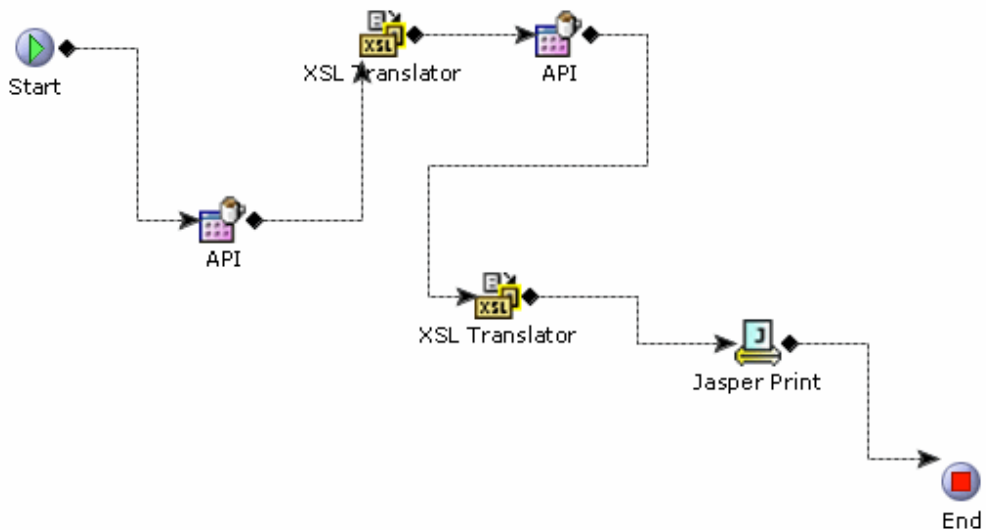 Start
XSL Translator
API
XSL
API
XSL
XSL Translator
J
Jasper Print
End